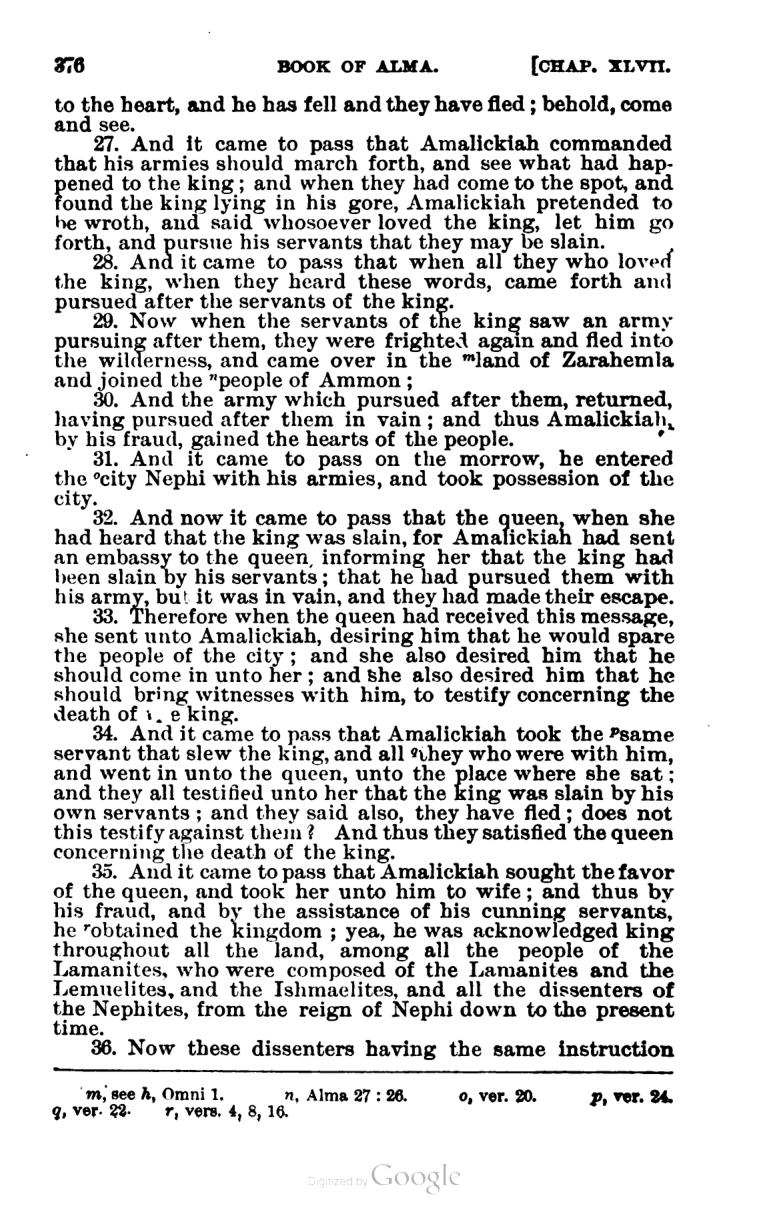 376 BOOK OF ALMA. [CHAP. XLVII.
to the heart, and he has fell and they have fled; behold, come
and see.
27. And it came to pass that Amalickiah commanded
that his armies should march forth, and see what had hap-
pened to the king; and when they had come to the spot, and
found the king lying in his gore, Amalickiah pretended to
be wroth, and said whosoever loved the king, let him go
forth, and pursue his servants that they may be slain.
28. And it came to pass that when all they who loved
the king, when they heard these words, came forth and
pursued after the servants of the king.
29. Now when the servants of the king saw an army
pursuing after them, they were frighted again and fled into
the wilderness, and came over in the ᵐland of Zarahemla
and joined the ⁿpeople of Ammon;
30. And the army which pursued after them, returned,
having pursued after them in vain; and thus Amalickiah,
by his fraud, gained the hearts of the people.
31. And it came to pass on the morrow, he entered
the ᵒcity Nephi with his armies, and took possession of the
city.
32. And now it came to pass that the queen, when she
had heard that the king was slain, for Amalickiah had sent
an embassy to the queen, informing her that the king had
been slain by his servants; that he had pursued them with
his army, but it was in vain, and they had made their escape.
33. Therefore when the queen had received this message,
she sent unto Amalickiah, desiring him that he would spare
the people of the city; and she also desired him that he
should come in unto her; and she also desired him that he
should bring witnesses with him, to testify concerning the
death of e king.
34. And it came to pass that Amalickiah took the ᵖsame
servant that slew the king, and all ᑫthey who were with him,
and went in unto the queen, unto the place where she sat;
and they all testified unto her that the king was slain by his
own servants; and they said also, they have fled; does not
this testify against them? And thus they satisfied the queen
concerning the death of the king.
35. And it came to pass that Amalickiah sought the favor
of the queen, and took her unto him to wife; and thus by
his fraud, and by the assistance of his cunning servants,
he ʳobtained the kingdom; yea, he was acknowledged king
throughout all the land, among all the people of the
Lamanites, who were composed of the Lamanites and the
Lemuelites, and the Ishmaelites, and all the dissenters of
the Nephites, from the reign of Nephi down to the present
time.
36. Now these dissenters having the same instruction
m, see h, Omni 1. n, Alma 27 : 26. o, ver. 20. p, ver. 24.
q, ver. 22. r, vers. 4, 8, 16.
Digitized by Google